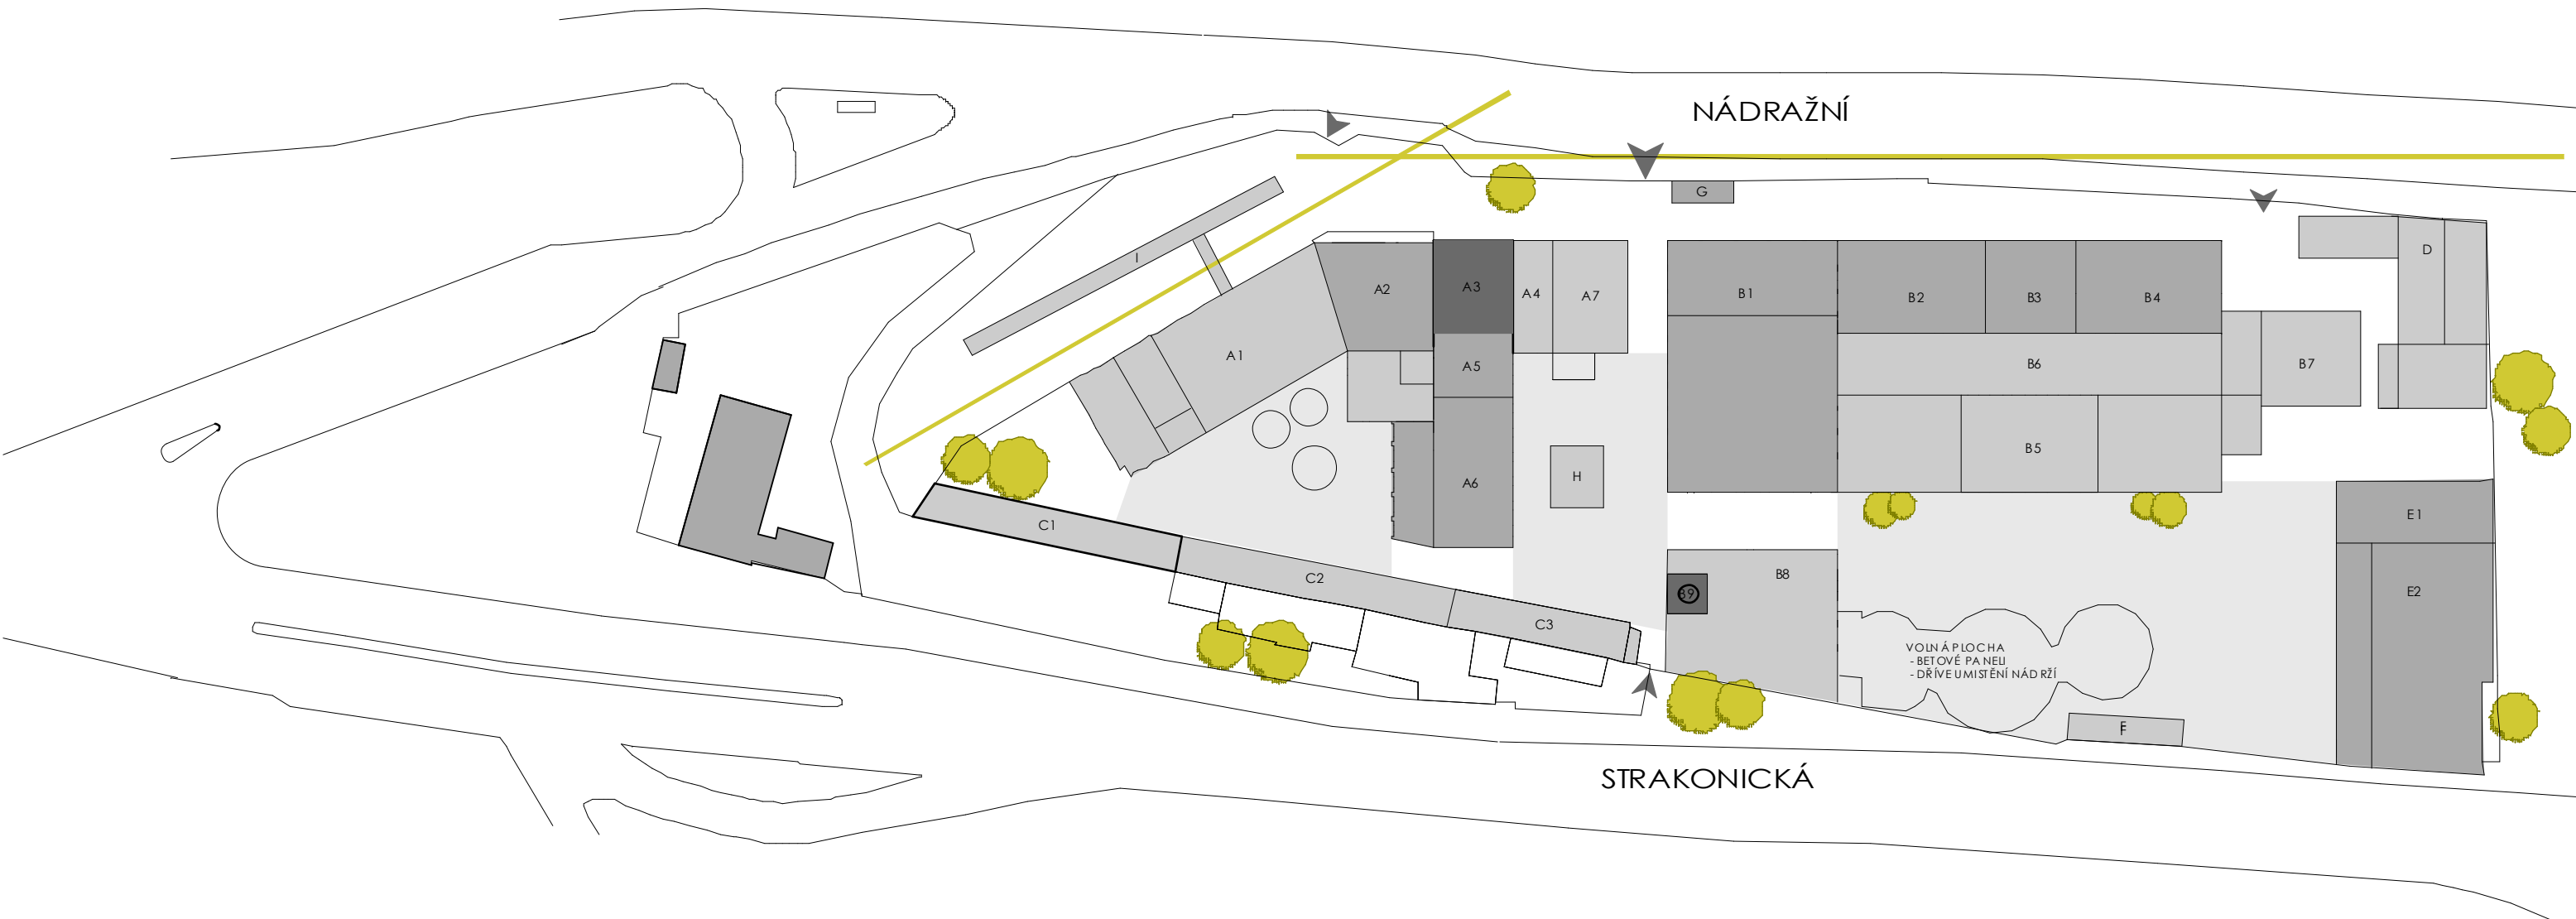 NÁDRAŽNÍ
G
D
I
A2
A3
A4
A7
B1
B2
B3
B4
A1
A5
B6
B7
B5
A6
H
C1
E1
C2
B8
B9
E2
C3
VOLNÁ PLOCHA
- BETOVÉ PANELI
- DŘÍVE UMISTĚNÍ NÁDRŽÍ
F
STRAKONICKÁ